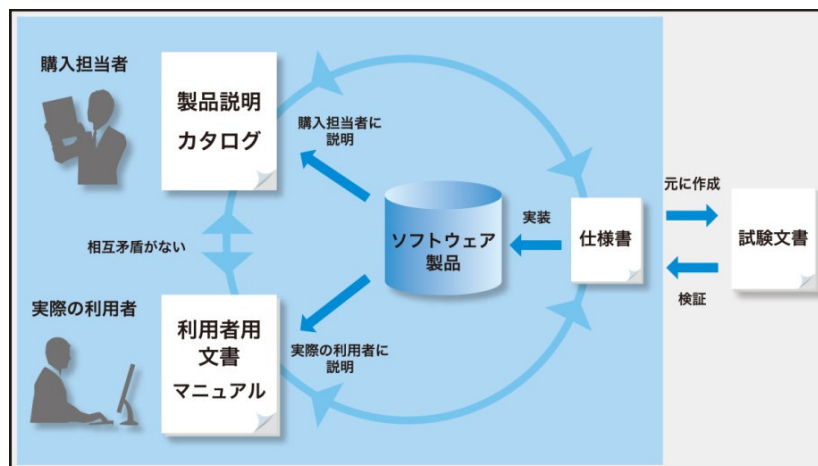 購入担当者
製品説明
カタログ
購入担当者に
説明
元に作成
ソフトウェア
製品
実装
仕様書
試験文書
相互矛盾がない
検証
実際の利用者
利用者用
文書
マニュアル
実際の利用者に
説明